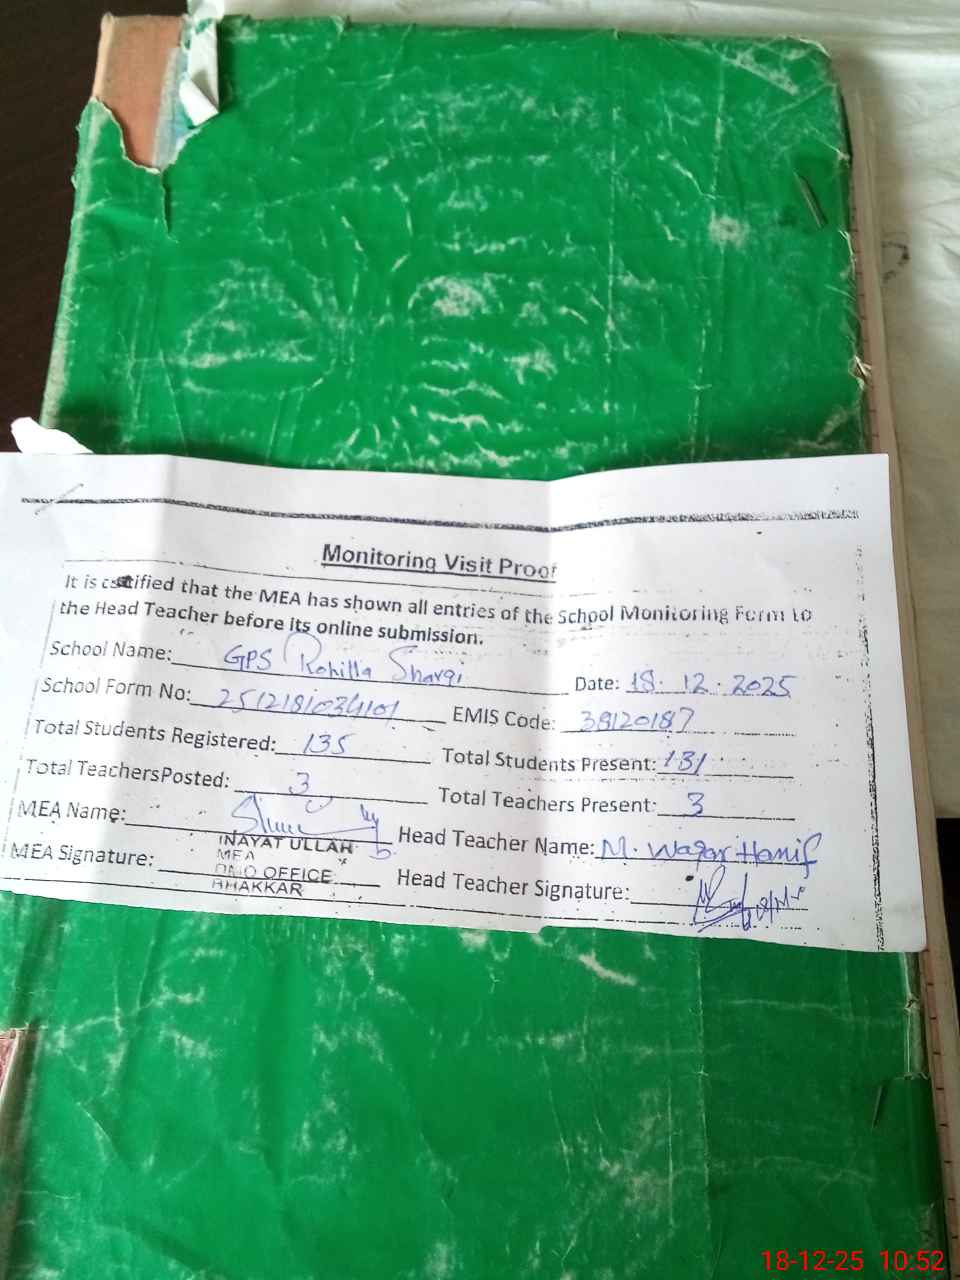 Monitoring Visit Proof
It is certified that the MEA has shown all entries of the School Monitoring Form to
the Head Teacher before its online submission.
School Name: GPS Rohilla Sharqi Date: 18.12.2025
School Form No: 2512181034101 EMIS Code: 38120187
Total Students Registered: 135 Total Students Present: 131
Total Teachers Posted: 3 Total Teachers Present: 3
MEA Name: Head Teacher Name: M. Waqar Hanif
INAYAT ULLAH
MEA Signature: MEA Head Teacher Signature:
DMO OFFICE
BHAKKAR
18-12-25 10:52